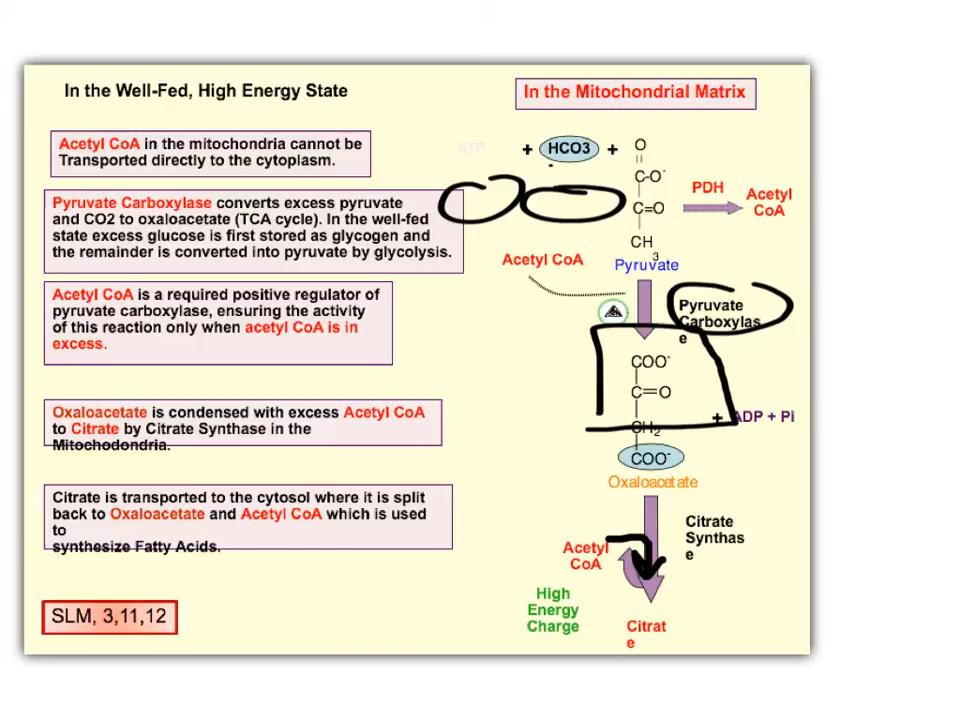 In the Well-Fed, High Energy State
In the Mitochondrial Matrix
Acetyl CoA in the mitochondria cannot be
Transported directly to the cytoplasm.
Pyruvate Carboxylase converts excess pyruvate
and CO2 to oxaloacetate (TCA cycle). In the well-fed
state excess glucose is first stored as glycogen and
the remainder is converted into pyruvate by glycolysis.
Acetyl CoA is a required positive regulator of
pyruvate carboxylase, ensuring the activity
of this reaction only when acetyl CoA is in
excess.
Oxaloacetate is condensed with excess Acetyl CoA
to Citrate by Citrate Synthase in the
Mitochodondria.
Citrate is transported to the cytosol where it is split
back to Oxaloacetate and Acetyl CoA which is used
to
synthesize Fatty Acids.
SLM, 3,11,12
ATP + HCO3 +
-
O
C-O-
C=O
CH
3
Pyruvate
PDH
Acetyl
CoA
Acetyl CoA
Pyruvate
Carboxylas
e
COO-
C=O
CH2
COO-
+ ADP + Pi
Oxaloacetate
Citrate
Synthas
e
Acetyl
CoA
High
Energy
Charge
Citrat
e